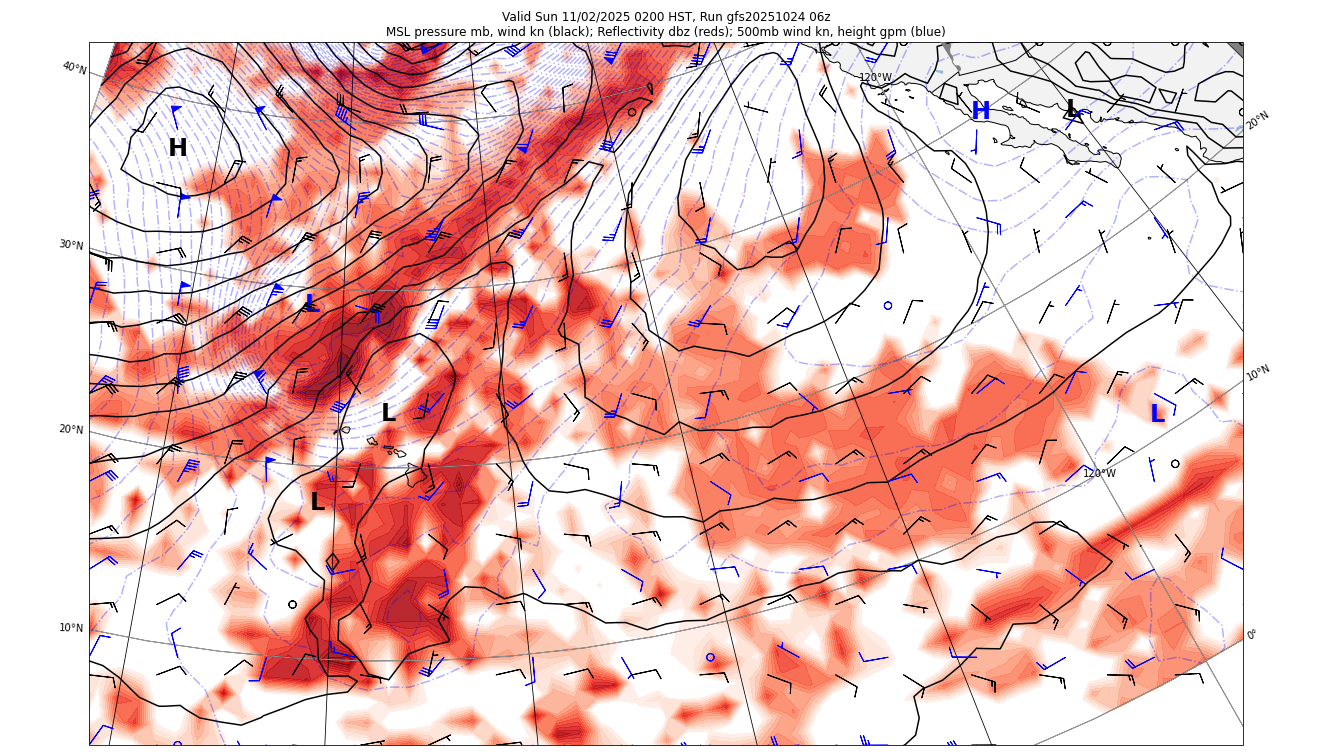 Valid Sun 11/02/2025 0200 HST, Run gfs20251024 06z
MSL pressure mb, wind kn (black); Reflectivity dbz (reds); 500mb wind kn, height gpm (blue)
40°N
120°W
H
L
20°N
H
30°N
L
10°N
L
L
20°N
120°W
L
10°N
0°